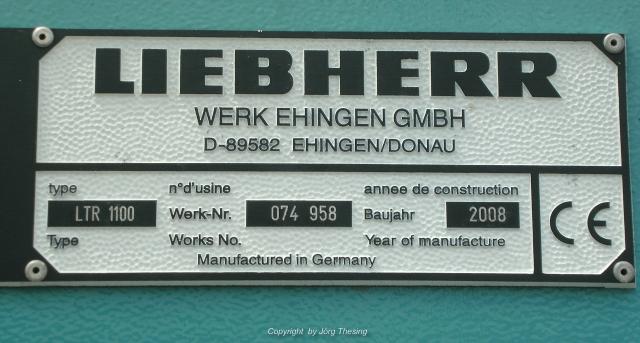 LIEBHERR
WERK EHINGEN GMBH
D-89582 EHINGEN/DONAU
type n°d'usine annee de construction
LTR 1100 Werk-Nr. 074 958 Baujahr 2008
Type Works No. Year of manufacture
Manufactured in Germany
CE
Copyright by Jörg Thesing